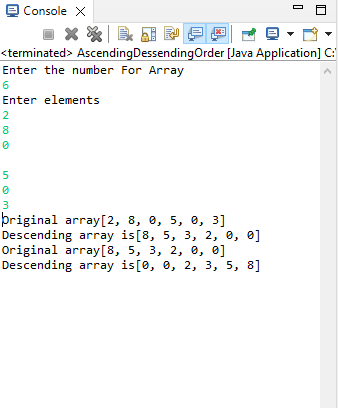 Console
<terminated> AscendingDessendingOrder [Java Application] C:
Enter the number For Array
6
Enter elements
2
8
0
5
0
3
Original array[2, 8, 0, 5, 0, 3]
Descending array is[8, 5, 3, 2, 0, 0]
Original array[8, 5, 3, 2, 0, 0]
Descending array is[0, 0, 2, 3, 5, 8]